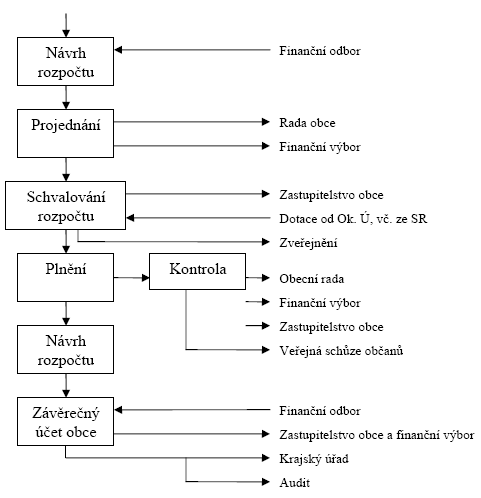 Návrh
rozpočtu
Finanční odbor
Projednání
Rada obce
Finanční výbor
Schvalování
rozpočtu
Zastupitelstvo obce
Dotace od Ok. Ú, vč. ze SR
Zveřejnění
Plnění
Kontrola
Obecní rada
Finanční výbor
Zastupitelstvo obce
Veřejná schůze občanů
Návrh
rozpočtu
Závěrečný
účet obce
Finanční odbor
Zastupitelstvo obce a finanční výbor
Krajský úřad
Audit